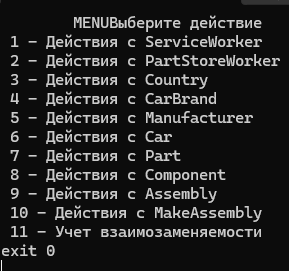 MENUВыберите действие
1 - Действия с ServiceWorker
2 - Действия с PartStoreWorker
3 - Действия с Country
4 - Действия с CarBrand
5 - Действия с Manufacturer
6 - Действия с Car
7 - Действия с Part
8 - Действия с Component
9 - Действия с Assembly
10 - Действия с MakeAssembly
11 - Учет взаимозаменяемости
exit 0